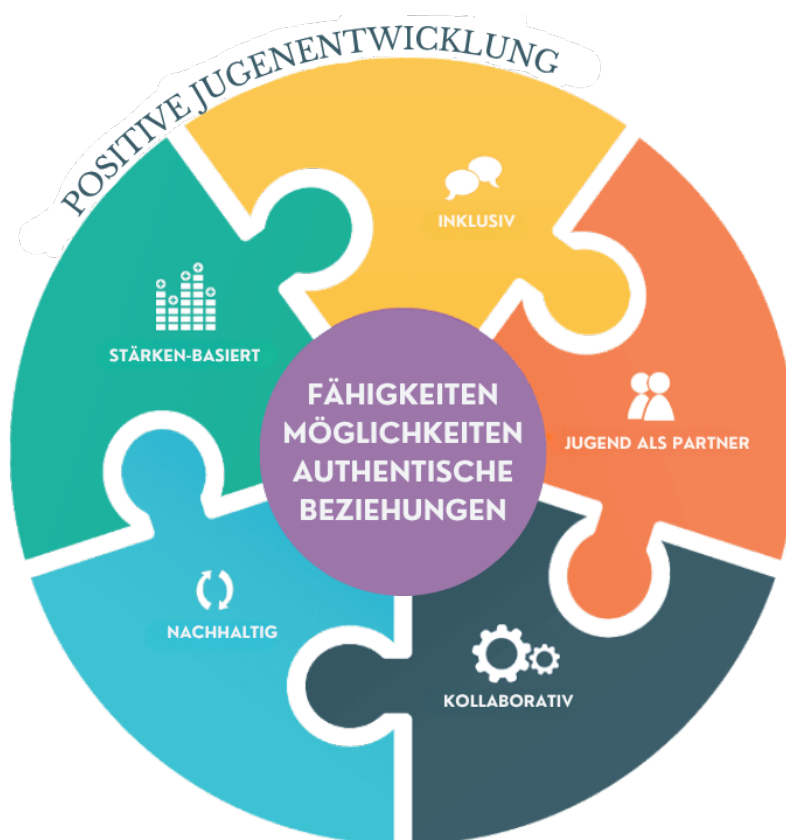 POSITIVE JUGENENTWICKLUNG
INKLUSIV
STÄRKEN-BASIERT
FÄHIGKEITEN
MÖGLICHKEITEN
AUTHENTISCHE
BEZIEHUNGEN
JUGEND ALS PARTNER
NACHHALTIG
KOLLABORATIV